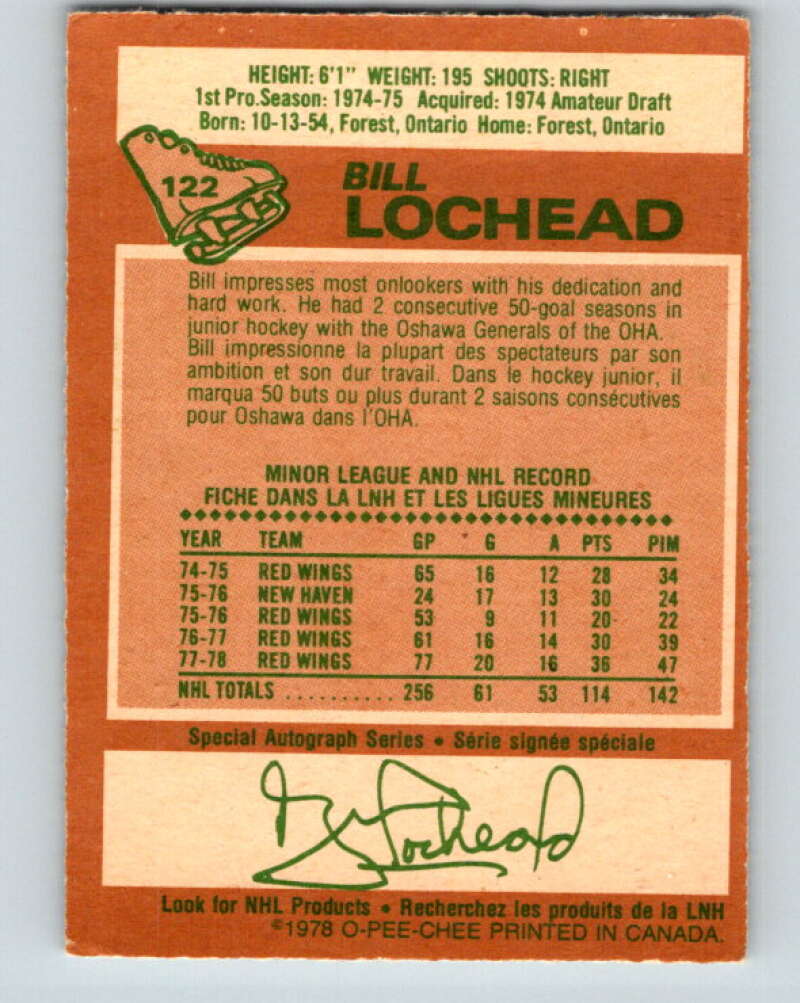 HEIGHT: 6'1" WEIGHT: 195 SHOOTS: RIGHT
1st Pro.Season: 1974-75 Acquired: 1974 Amateur Draft
Born: 10-13-54, Forest, Ontario Home: Forest, Ontario
122
BILL
LOCHEAD
Bill impresses most onlookers with his dedication and
hard work. He had 2 consecutive 50-goal seasons in
junior hockey with the Oshawa Generals of the OHA.
Bill impressionne la plupart des spectateurs par son
ambition et son dur travail. Dans le hockey junior, il
marqua 50 buts ou plus durant 2 saisons consécutives
pour Oshawa dans l'OHA.
MINOR LEAGUE AND NHL RECORD
FICHE DANS LA LNH ET LES LIGUES MINEURES
YEAR TEAM GP G A PTS PIM
74-75 RED WINGS 65 16 12 28 34
75-76 NEW HAVEN 24 17 13 30 24
75-76 RED WINGS 53 9 11 20 22
76-77 RED WINGS 61 16 14 30 39
77-78 RED WINGS 77 20 16 36 47
NHL TOTALS .......... 256 61 53 114 142
Special Autograph Series • Série signée spéciale
Bill Lochead
Look for NHL Products • Recherchez les produits de la LNH
©1978 O-PEE-CHEE PRINTED IN CANADA.